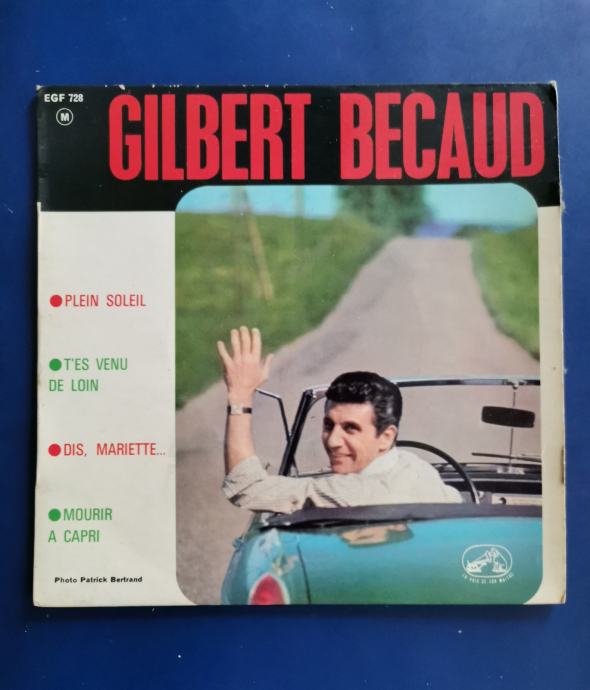 EGF 728
M
GILBERT BECAUD
PLEIN SOLEIL
T'ES VENU
DE LOIN
DIS, MARIETTE...
MOURIR
A CAPRI
Photo Patrick Bertrand
LA VOIX DE SON MAITRE